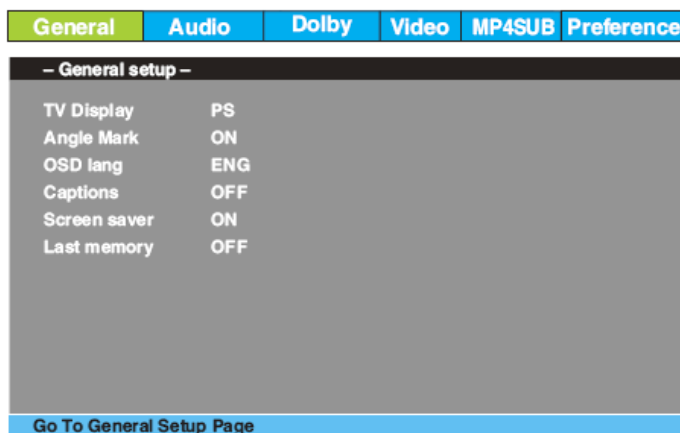 General Audio Dolby Video MP4SUB Preference
– General setup –
TV Display PS
Angle Mark ON
OSD lang ENG
Captions OFF
Screen saver ON
Last memory OFF
Go To General Setup Page